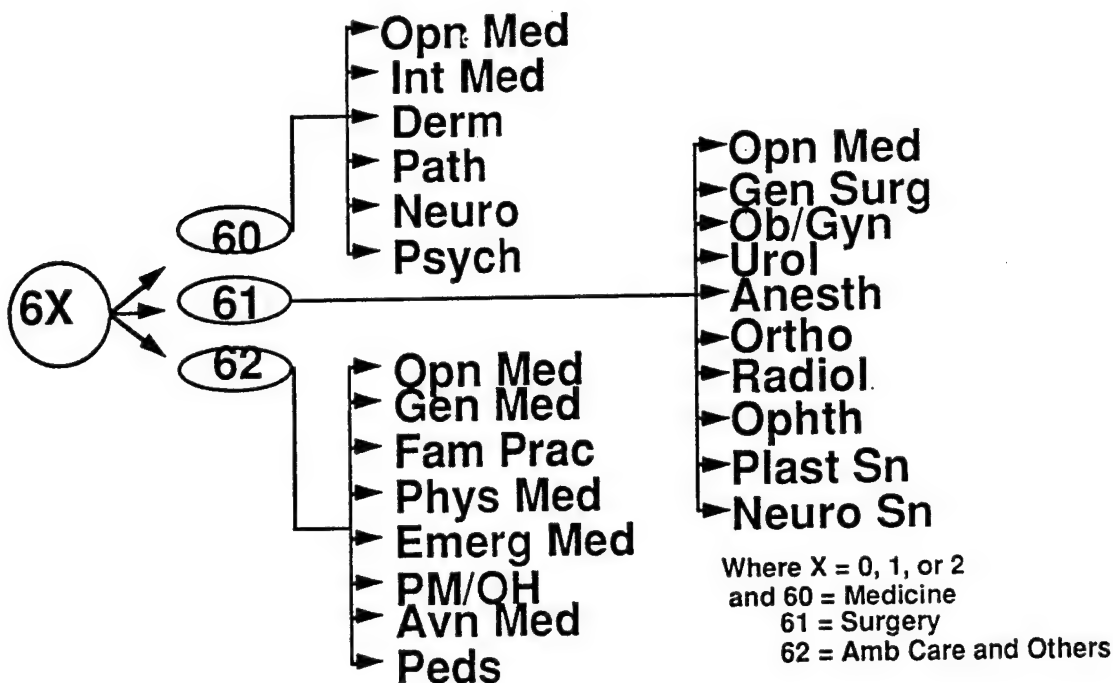 6X
60
61
62
Opn Med
Int Med
Derm
Path
Neuro
Psych
Opn Med
Gen Surg
Ob/Gyn
Urol
Anesth
Ortho
Radiol
Ophth
Plast Sn
Neuro Sn
Opn Med
Gen Med
Fam Prac
Phys Med
Emerg Med
PM/OH
Avn Med
Peds
Where X = 0, 1, or 2
and 60 = Medicine
61 = Surgery
62 = Amb Care and Others